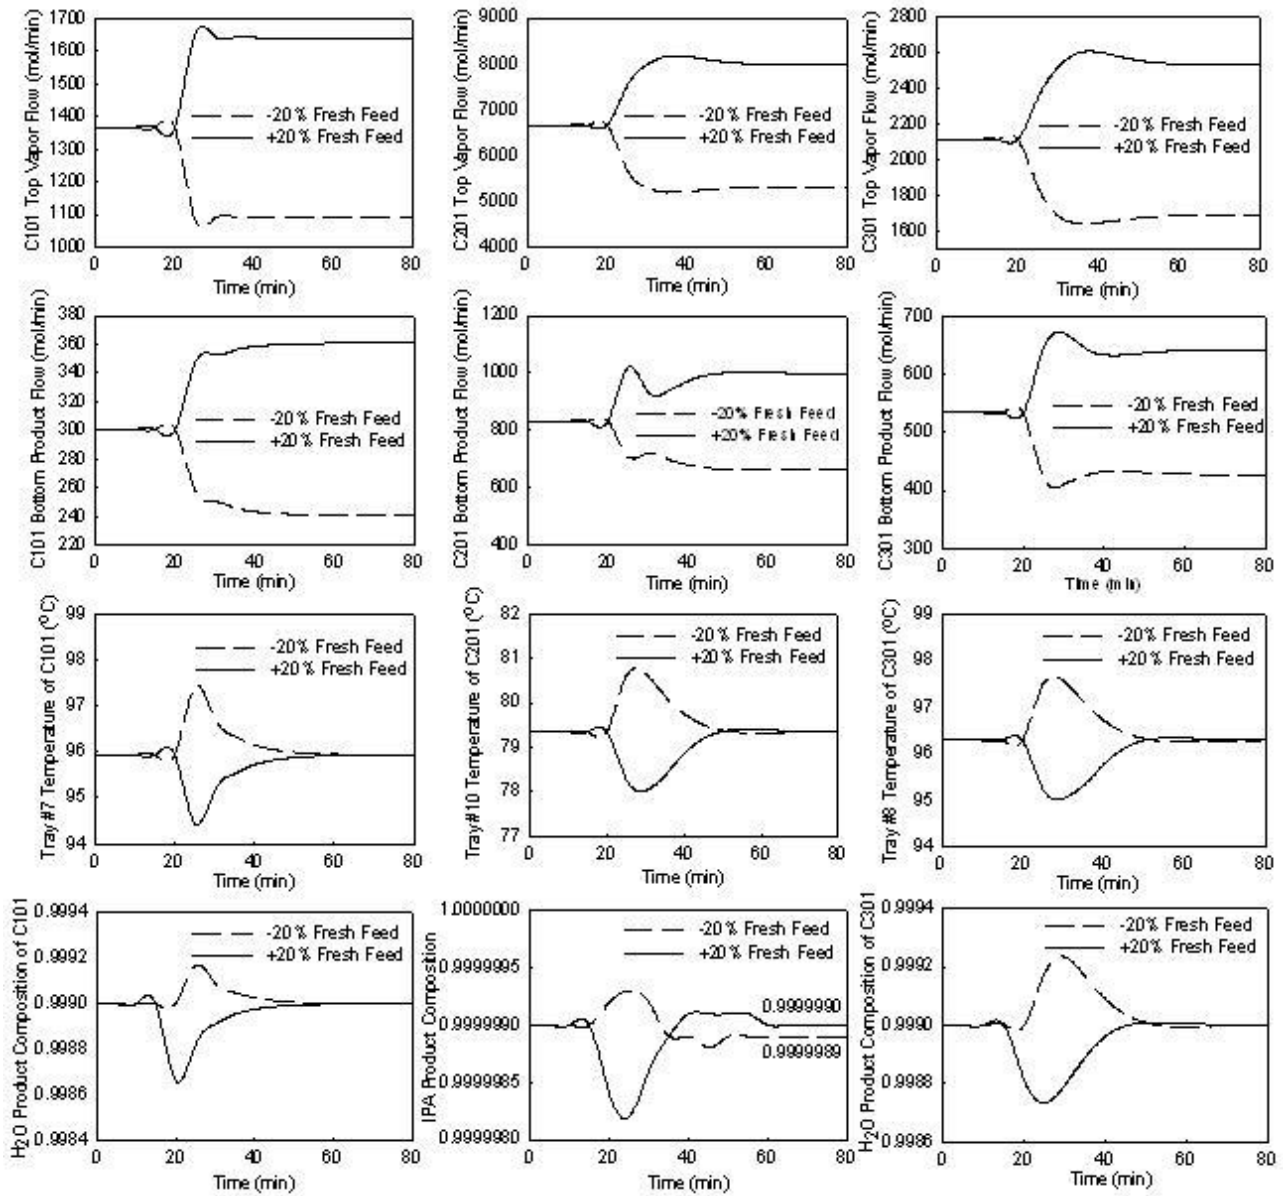 C101 Top Vapor Flow (mol/min)
1700
1600
1500
1400
1300
1200
1100
1000
-20% Fresh Feed
+20% Fresh Feed
0 20 40 60 80
Time (min)
C201 Top Vapor Flow (mol/min)
9000
8000
7000
6000
5000
4000
-20% Fresh Feed
+20% Fresh Feed
0 20 40 60 80
Time (min)
C301 Top Vapor Flow (mol/min)
2800
2600
2400
2200
2000
1800
1600
-20% Fresh Feed
+20% Fresh Feed
0 20 40 60 80
Time (min)
C101 Bottom Product Flow (mol/min)
380
360
340
320
300
280
260
240
220
-20% Fresh Feed
+20% Fresh Feed
0 20 40 60 80
Time (min)
C201 Bottom Product Flow (mol/min)
1200
1000
800
600
400
-20% Fresh Feed
+20% Fresh Feed
0 20 40 60 80
Time (min)
C301 Bottom Product Flow (mol/min)
700
600
500
400
300
-20% Fresh Feed
+20% Fresh Feed
0 20 40 60 80
Time (min)
Tray #7 Temperature of C101 (°C)
99
98
97
96
95
94
-20% Fresh Feed
+20% Fresh Feed
0 20 40 60 80
Time (min)
Tray #10 Temperature of C201 (°C)
82
81
80
79
78
77
-20% Fresh Feed
+20% Fresh Feed
0 20 40 60 80
Time (min)
Tray #8 Temperature of C301 (°C)
99
98
97
96
95
94
-20% Fresh Feed
+20% Fresh Feed
0 20 40 60 80
Time (min)
H2O Product Composition of C101
0.9994
0.9992
0.9990
0.9988
0.9986
0.9984
-20% Fresh Feed
+20% Fresh Feed
0 20 40 60 80
Time (min)
IPA Product Composition
1.0000000
0.9999995
0.9999990
0.9999985
0.9999980
-20% Fresh Feed
+20% Fresh Feed
0.9999990
0.9999989
0 20 40 60 80
Time (min)
H2O Product Composition of C301
0.9994
0.9992
0.9990
0.9988
0.9986
-20% Fresh Feed
+20% Fresh Feed
0 20 40 60 80
Time (min)